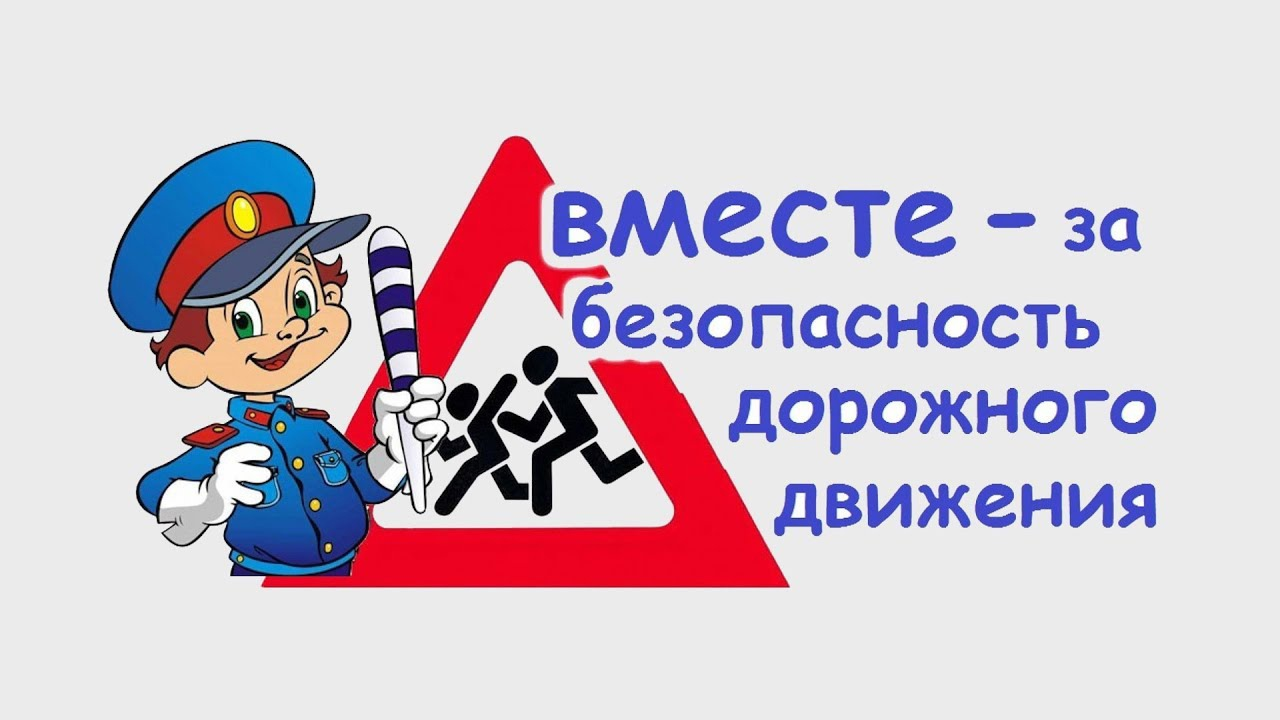 вместе – за
безопасность
дорожного
движения